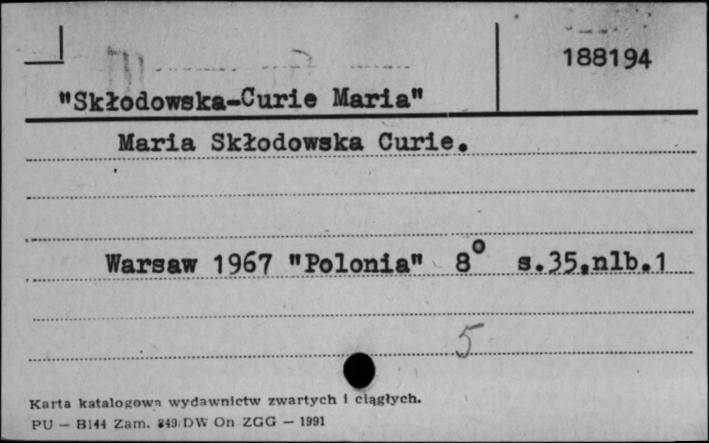 188194
"Skłodowska-Curie Maria"
Maria Skłodowska Curie.
Warsaw 1967 "Polonia" 8° s.35,nlb.1
5
Karta katalogowa wydawnictw zwartych i ciągłych.
PU — B144 Zam. 849/DW On ZGG — 1991